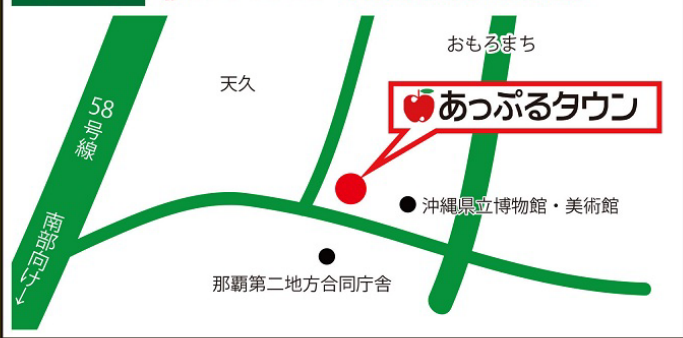 おもろまち
天久
あっぷるタウン
58号線
沖縄県立博物館・美術館
南部向け→
那覇第二地方合同庁舎